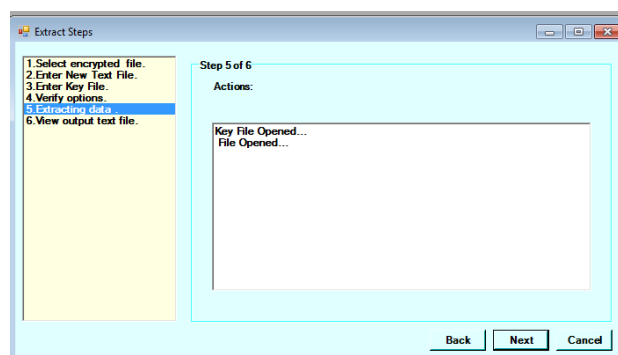 Extract Steps
1.Select encrypted file.
2.Enter New Text File.
3.Enter Key File.
4.Verify options.
5.Extracting data .
6.View output text file.
Step 5 of 6
Actions:
Key File Opened...
File Opened...
Back Next Cancel